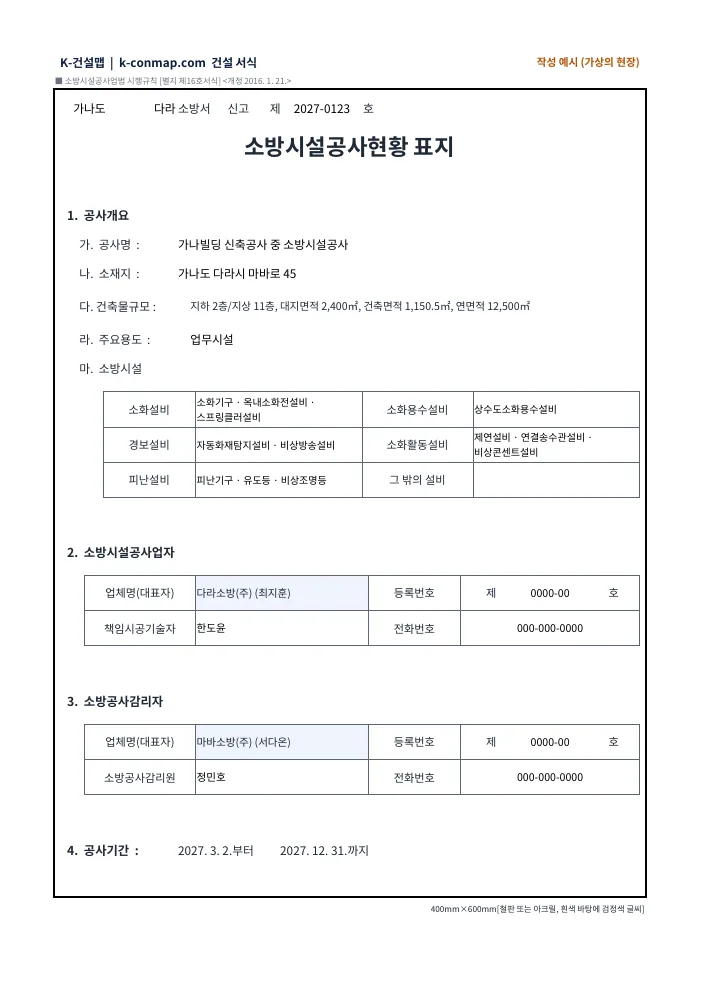 K-건설맵 | k-conmap.com 건설 서식
작성 예시 (가상의 현장)
■ 소방시설공사업법 시행규칙 [별지 제16호서식] <개정 2016. 1. 21.>
가나도 다라 소방서 신고 제 2027-0123 호
소방시설공사현황 표지
1. 공사개요
가. 공사명 : 가나빌딩 신축공사 중 소방시설공사
나. 소재지 : 가나도 다라시 마바로 45
다. 건축물규모 : 지하 2층/지상 11층, 대지면적 2,400㎡, 건축면적 1,150.5㎡, 연면적 12,500㎡
라. 주요용도 : 업무시설
마. 소방시설
소화설비
소화기구 · 옥내소화전설비 ·
스프링클러설비
소화용수설비
상수도소화용수설비
경보설비
자동화재탐지설비 · 비상방송설비
소화활동설비
제연설비 · 연결송수관설비 ·
비상콘센트설비
피난설비
피난기구 · 유도등 · 비상조명등
그 밖의 설비
2. 소방시설공사업자
업체명(대표자)
다라소방(주) (최지훈)
등록번호
제 0000-00 호
책임시공기술자
한도윤
전화번호
000-000-0000
3. 소방공사감리자
업체명(대표자)
마바소방(주) (서다온)
등록번호
제 0000-00 호
소방공사감리원
정민호
전화번호
000-000-0000
4. 공사기간 : 2027. 3. 2.부터 2027. 12. 31.까지
400mm×600mm[철판 또는 아크릴, 흰색 바탕에 검정색 글씨]